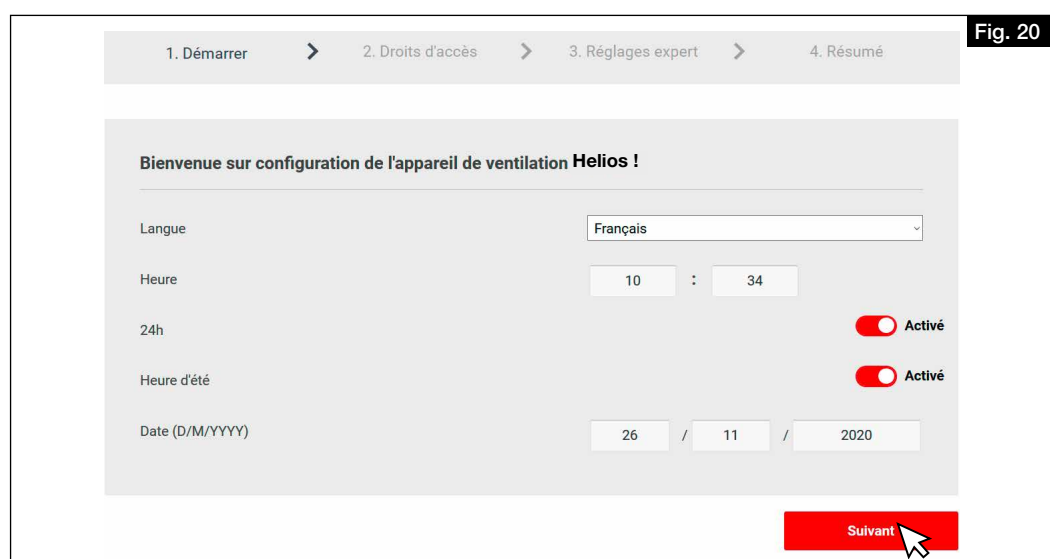 Fig. 20
1. Démarrer > 2. Droits d'accès > 3. Réglages expert > 4. Résumé
Bienvenue sur configuration de l'appareil de ventilation Helios !
Langue Français
Heure 10 : 34
24h Activé
Heure d'été Activé
Date (D/M/YYYY) 26 / 11 / 2020
Suivant